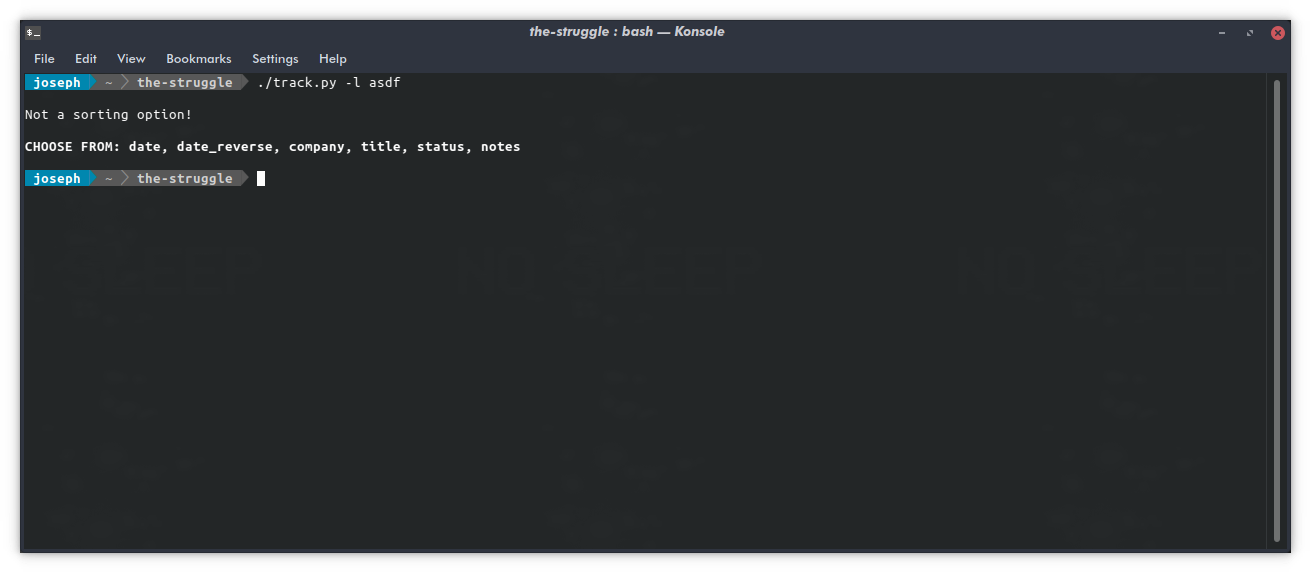 the-struggle : bash — Konsole
File Edit View Bookmarks Settings Help
joseph ~ the-struggle ./track.py -l asdf
Not a sorting option!
CHOOSE FROM: date, date_reverse, company, title, status, notes
joseph ~ the-struggle